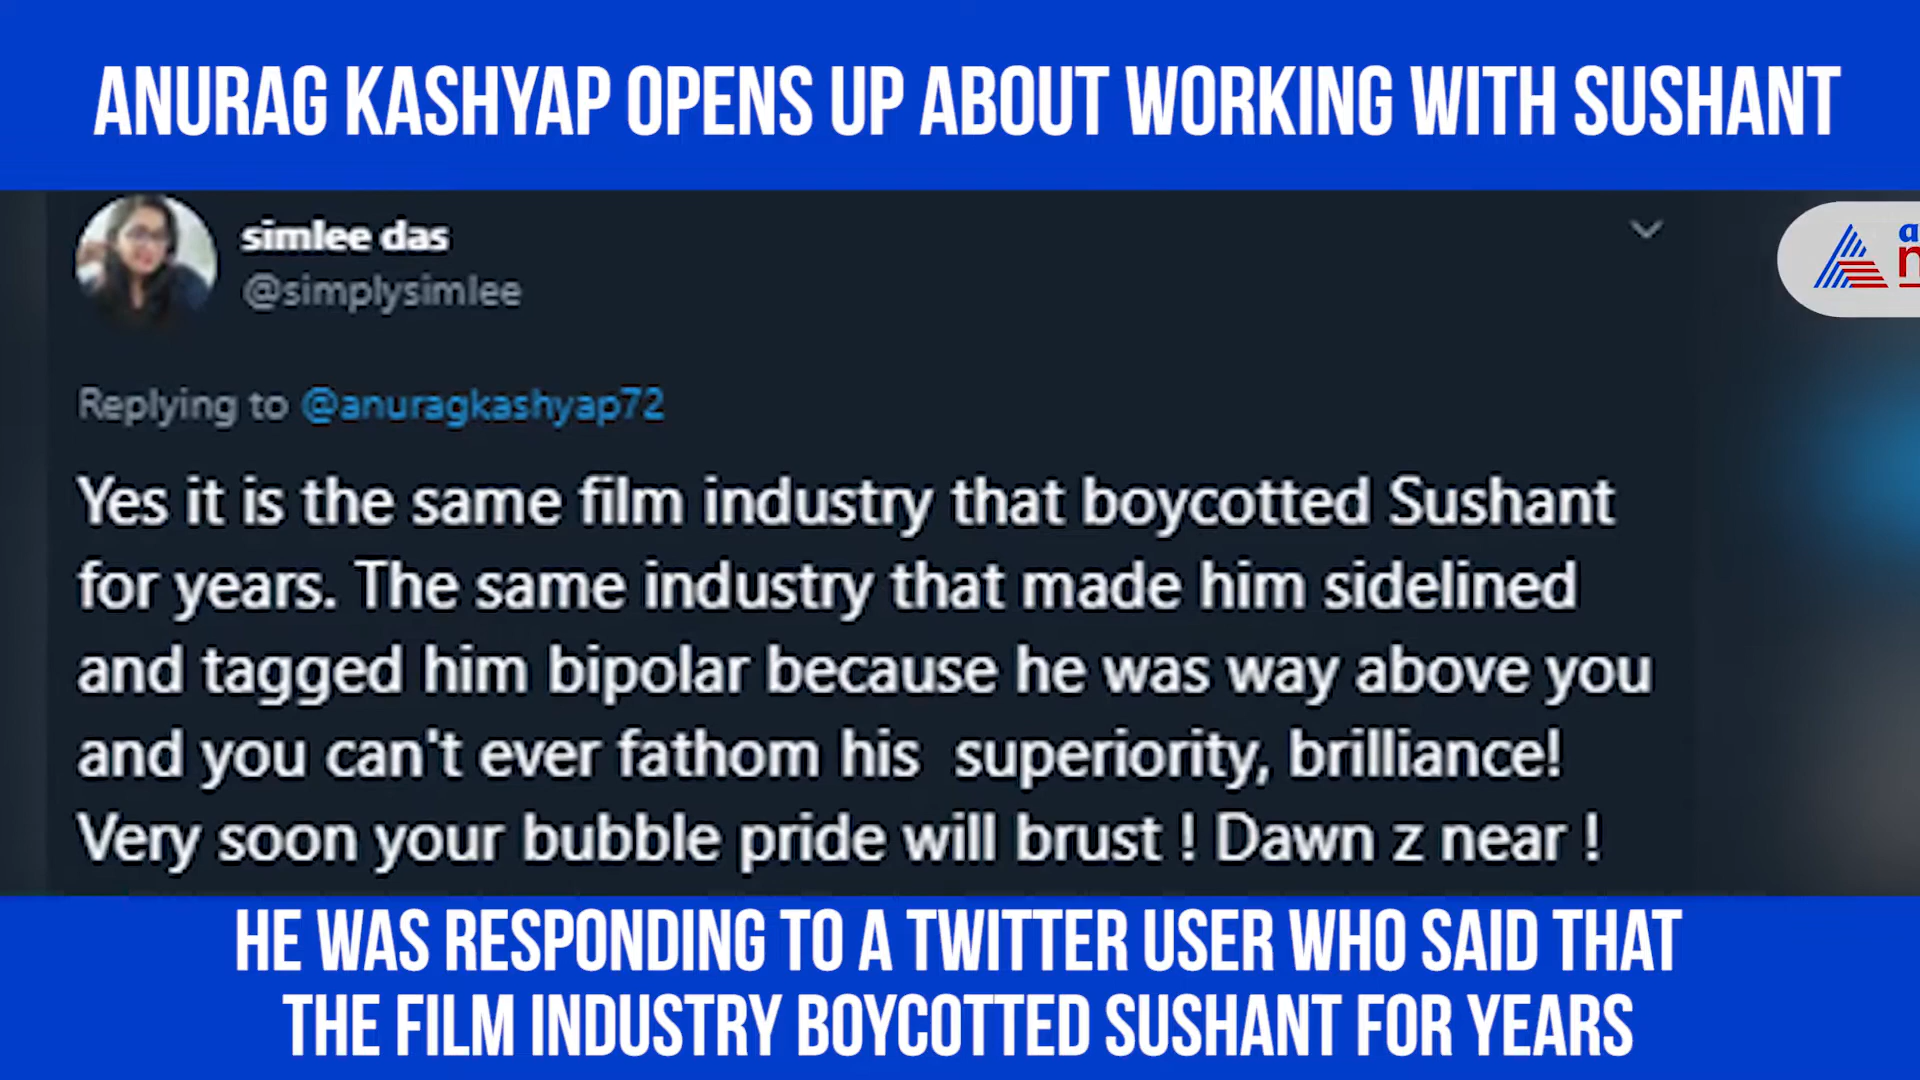 ANURAG KASHYAP OPENS UP ABOUT WORKING WITH SUSHANT
simlee das
@simplysimlee
Replying to @anuragkashyap72
Yes it is the same film industry that boycotted Sushant
for years. The same industry that made him sidelined
and tagged him bipolar because he was way above you
and you can't ever fathom his superiority, brilliance!
Very soon your bubble pride will brust ! Dawn z near !
HE WAS RESPONDING TO A TWITTER USER WHO SAID THAT
THE FILM INDUSTRY BOYCOTTED SUSHANT FOR YEARS